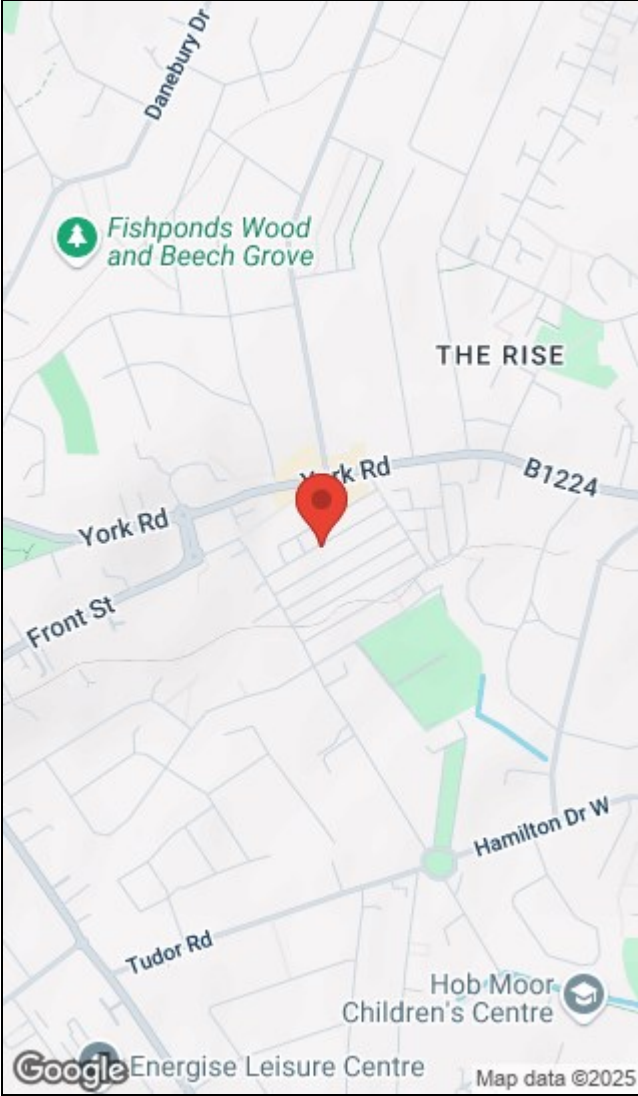 Danebury Dr
Fishponds Wood
and Beech Grove
THE RISE
York Rd
B1224
York Rd
Front St
Hamilton Dr W
Tudor Rd
Hob Moor
Children's Centre
Energise Leisure Centre
Google
Map data ©2025